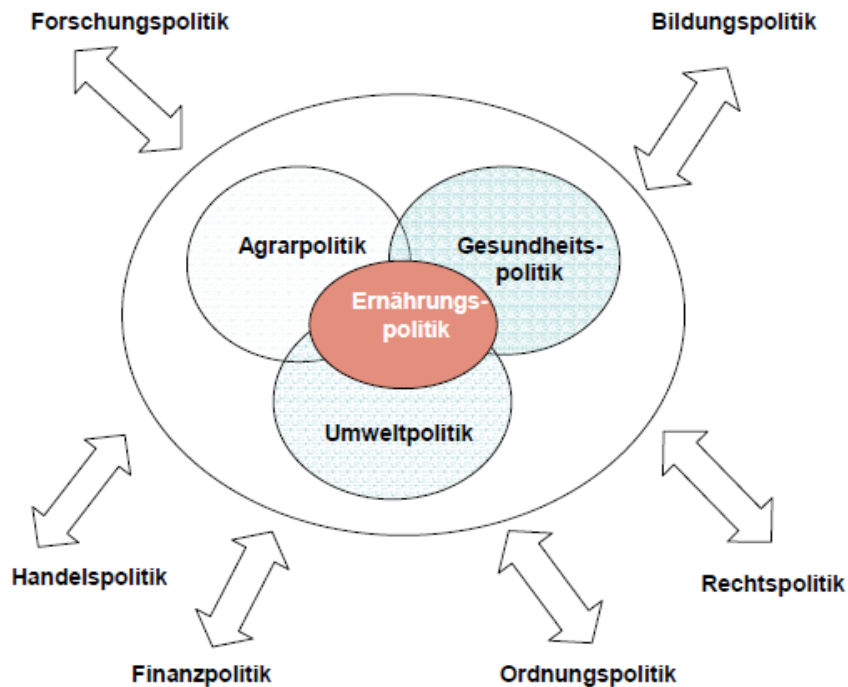 Forschungspolitik
Bildungspolitik
Agrarpolitik
Gesundheits-
politik
Ernährungs-
politik
Umweltpolitik
Handelspolitik
Rechtspolitik
Finanzpolitik
Ordnungspolitik